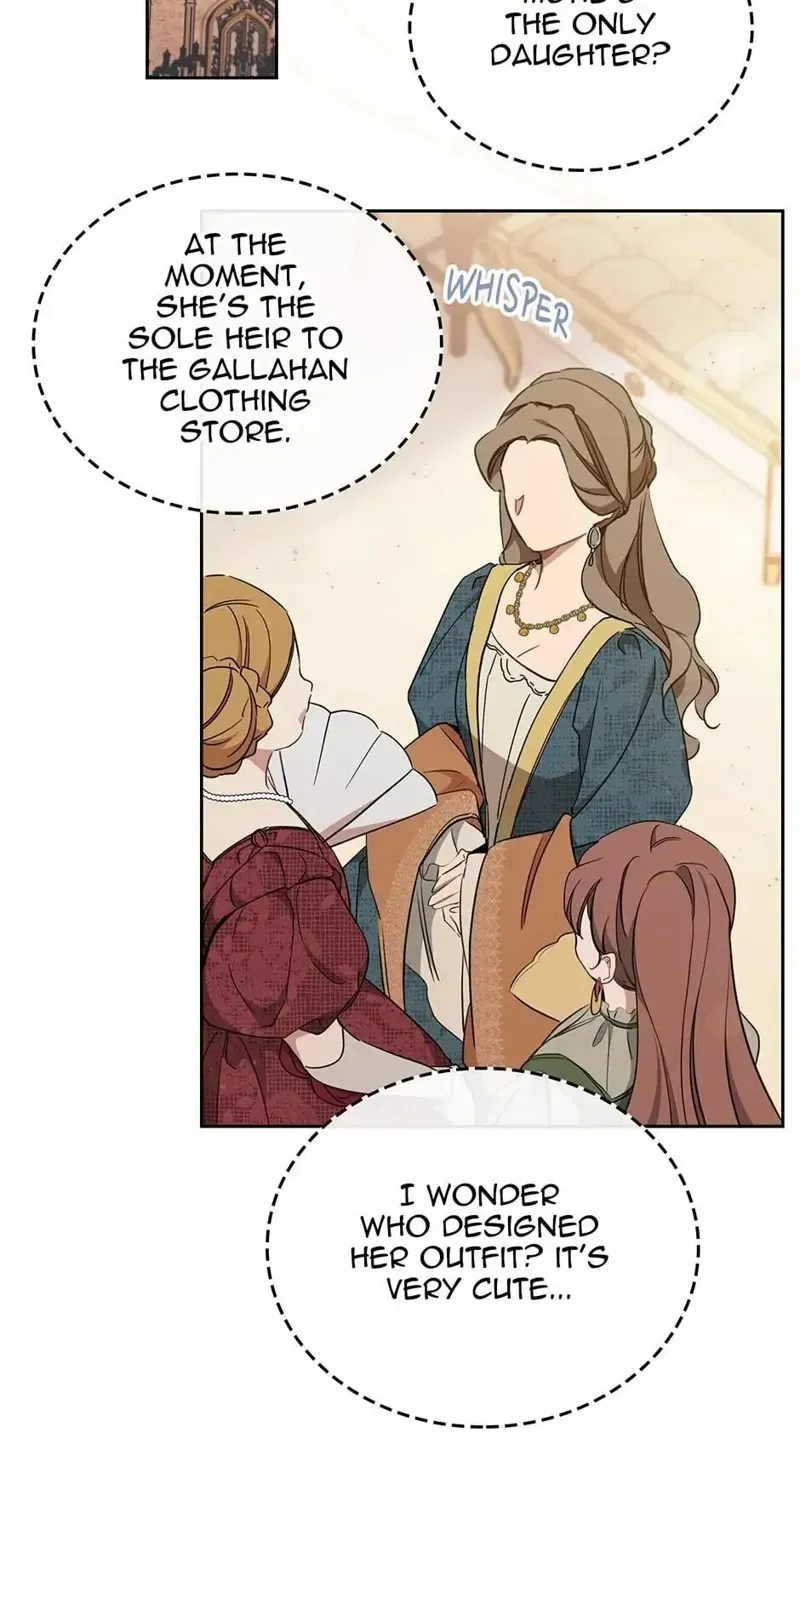 THE ONLY
DAUGHTER?
AT THE
MOMENT,
SHE'S THE
SOLE HEIR TO
THE GALLAHAN
CLOTHING
STORE.
WHISPER
I WONDER
WHO DESIGNED
HER OUTFIT? IT'S
VERY CUTE...